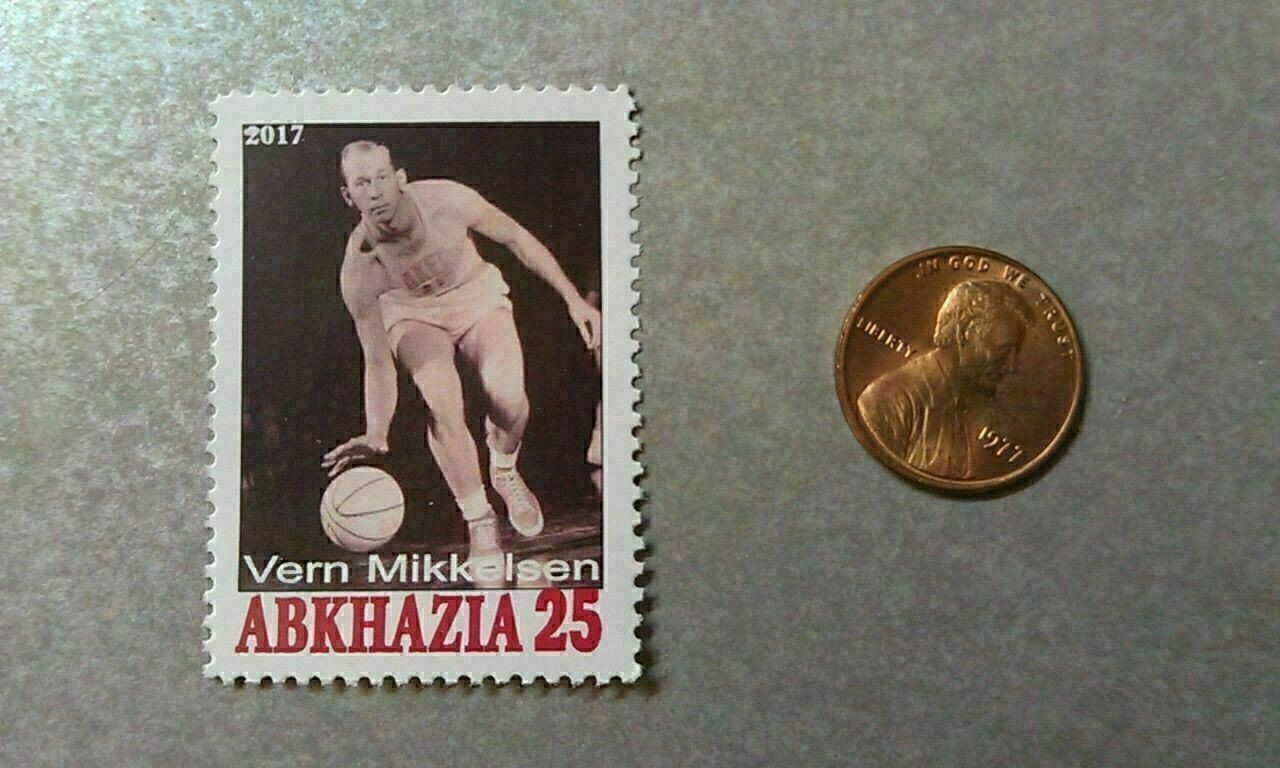 2017
Vern Mikkelsen
ABKHAZIA 25
IN GOD WE TRUST
LIBERTY
1977